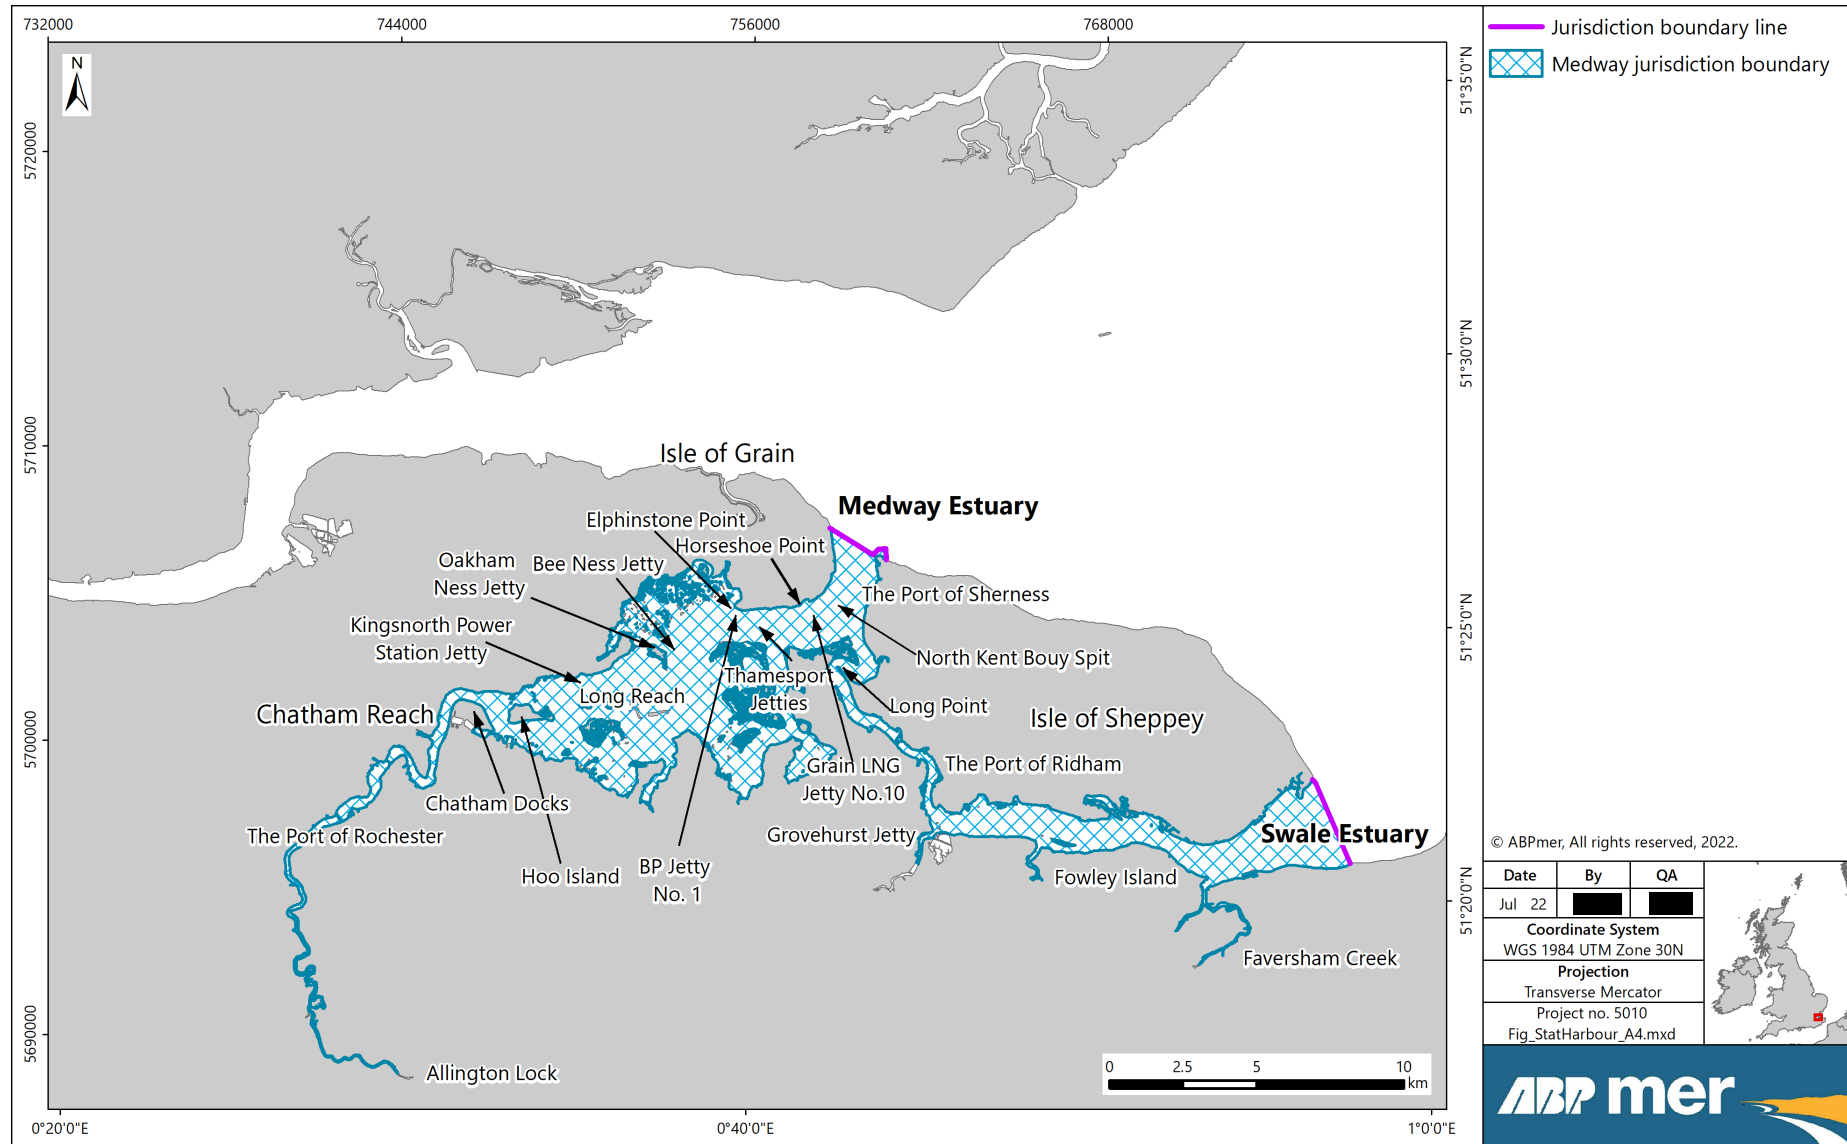 732000
744000
756000
768000
Jurisdiction boundary line
Medway jurisdiction boundary
N
51°35'0"N
5720000
51°30'0"N
5710000
Isle of Grain
Medway Estuary
Elphinstone Point
Horseshoe Point
Oakham
Ness Jetty
Bee Ness Jetty
The Port of Sherness
51°25'0"N
Kingsnorth Power
Station Jetty
North Kent Bouy Spit
Thamesport
Jetties
Long Reach
Long Point
Chatham Reach
Isle of Sheppey
5700000
Grain LNG
Jetty No.10
The Port of Ridham
Chatham Docks
The Port of Rochester
Grovehurst Jetty
Swale Estuary
Hoo Island
BP Jetty
No. 1
Fowley Island
51°20'0"N
Faversham Creek
5690000
Allington Lock
0
2.5
5
10
km
0°20'0"E
0°40'0"E
1°0'0"E
© ABPmer, All rights reserved, 2022.
Date
By
QA
Jul 22
Coordinate System
WGS 1984 UTM Zone 30N
Projection
Transverse Mercator
Project no. 5010
Fig_StatHarbour_A4.mxd
ABP mer